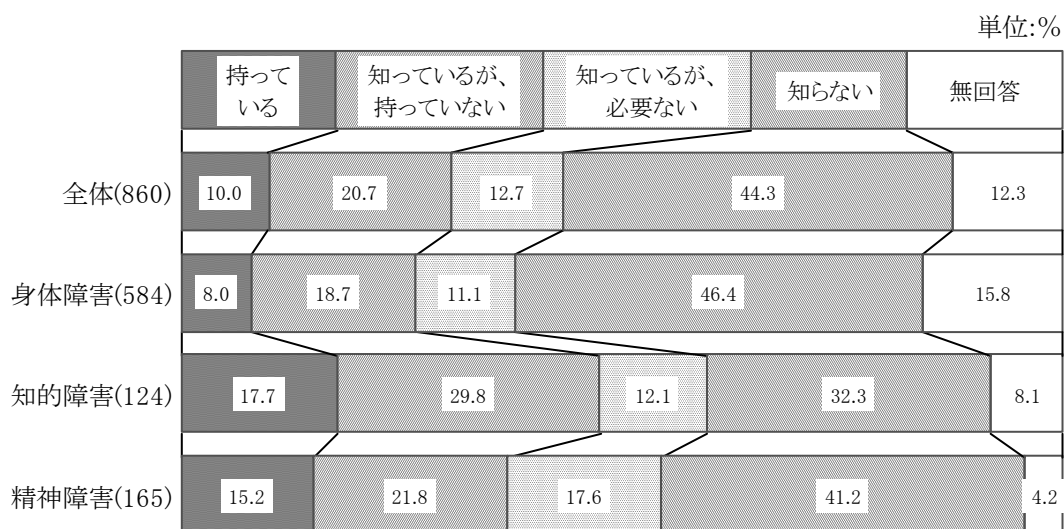 単位:%
持って
いる
知っているが、
持っていない
知っているが、
必要ない
知らない
無回答
全体(860)
10.0
20.7
12.7
44.3
12.3
身体障害(584)
8.0
18.7
11.1
46.4
15.8
知的障害(124)
17.7
29.8
12.1
32.3
8.1
精神障害(165)
15.2
21.8
17.6
41.2
4.2